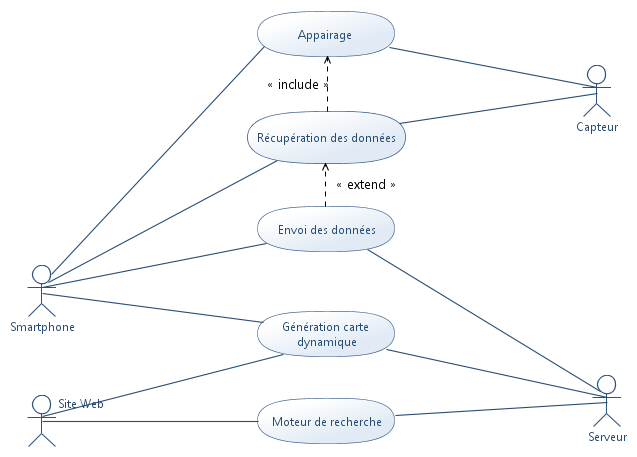 Appairage
« include »
Capteur
Récupération des données
« extend »
Envoi des données
Smartphone
Génération carte
dynamique
Site Web
Moteur de recherche
Serveur